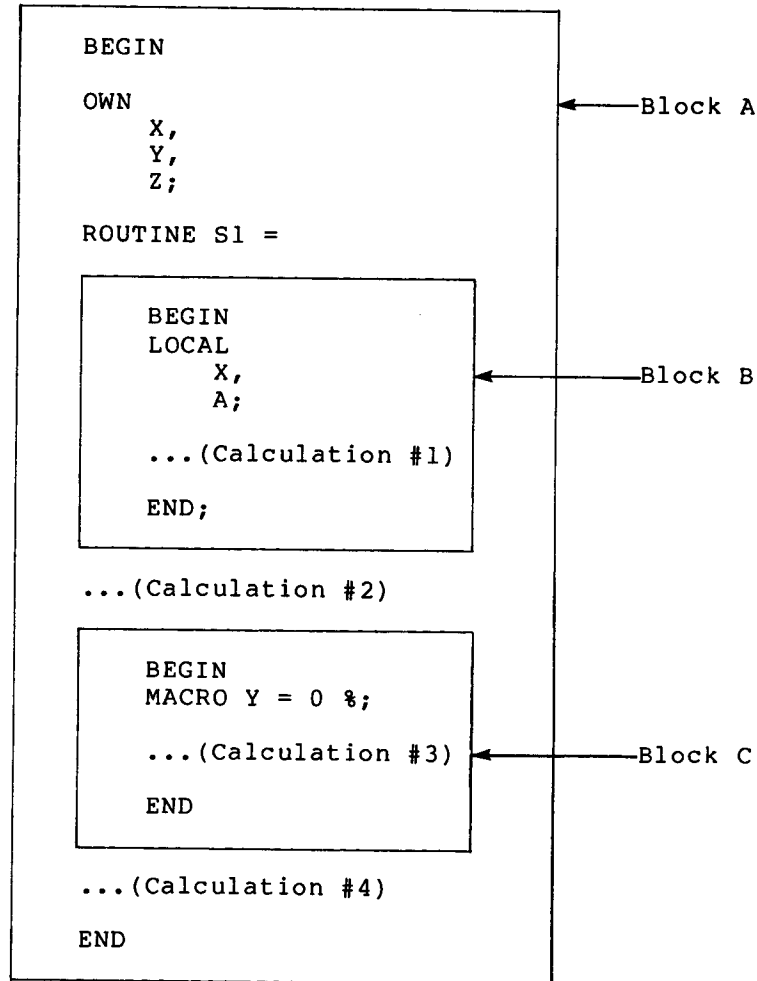 BEGIN
OWN
Block A
X,
Y,
Z;
ROUTINE S1 =
BEGIN
LOCAL
X,
Block B
A;
...(Calculation #1)
END;
...(Calculation #2)
BEGIN
MACRO Y = 0 %;
...(Calculation #3)
Block C
END
...(Calculation #4)
END